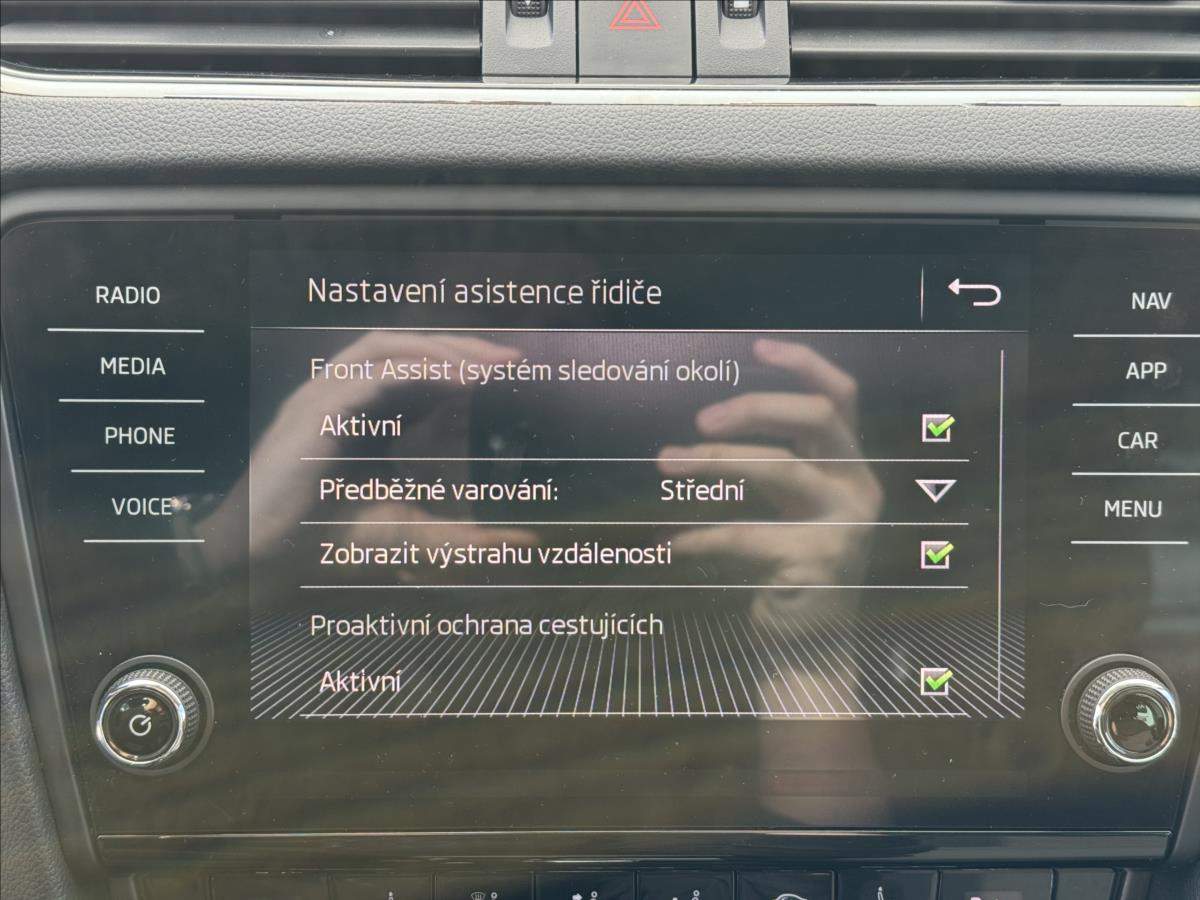 RADIO
MEDIA
PHONE
VOICE
Nastavení asistence řidiče
Front Assist (systém sledování okolí)
Aktivní
Předběžné varování: Střední
Zobrazit výstrahu vzdálenosti
Proaktivní ochrana cestujících
Aktivní
NAV
APP
CAR
MENU